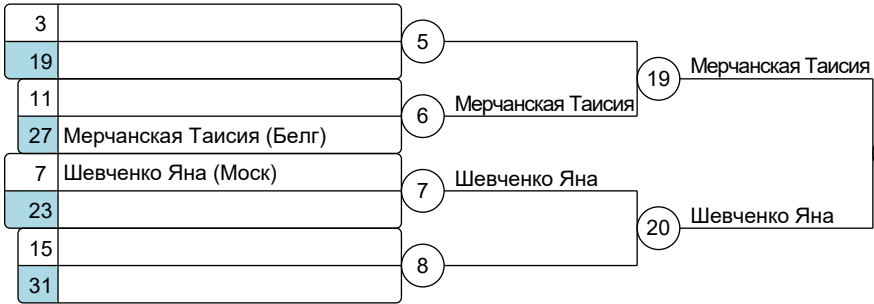 3
19
5
11
27 Мерчанская Таисия (Белг)
6 Мерчанская Таисия
19 Мерчанская Таисия
7 Шевченко Яна (Моск)
23
7 Шевченко Яна
15
31
8
20 Шевченко Яна